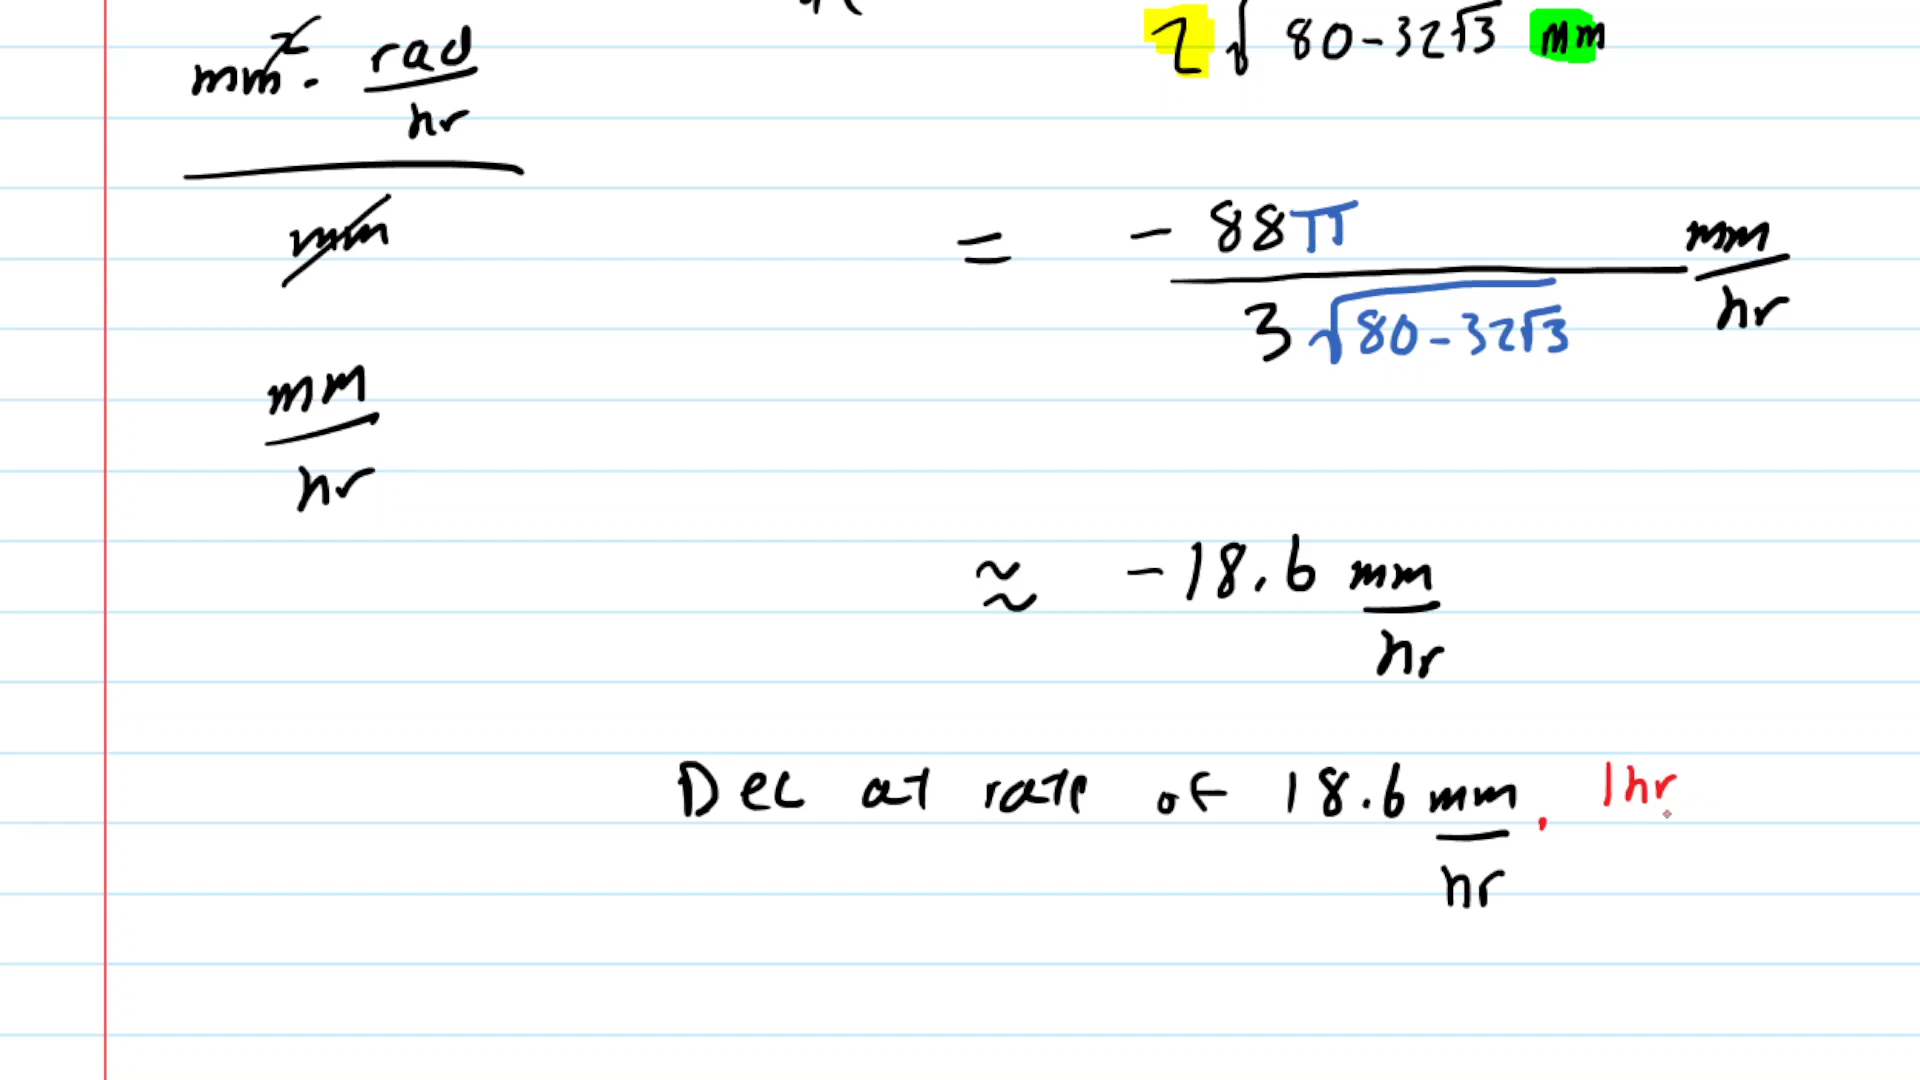 mm² · rad
hr
mm
mm
hr
2 √ 80-32√3 mm
= - 88π mm
3 √80-32√3 hr
≈ -18.6 mm
hr
Dec at rate of 18.6 mm . 1hr
hr